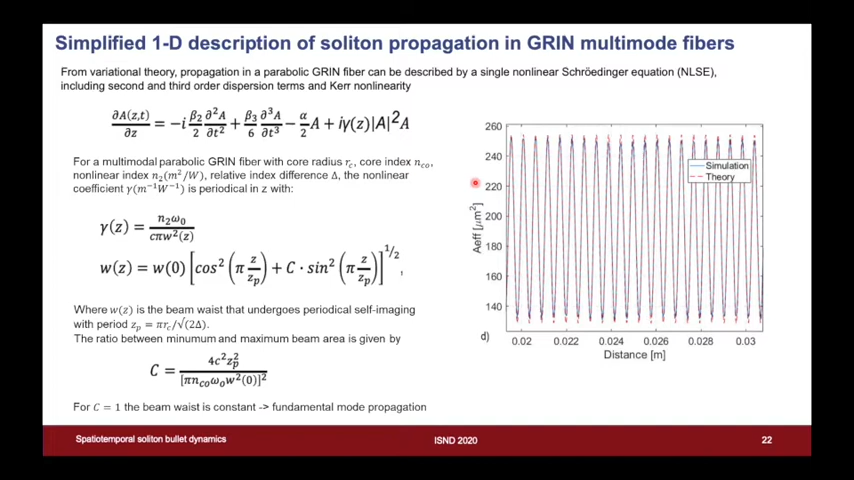 Simplified 1-D description of soliton propagation in GRIN multimode fibers
From variational theory, propagation in a parabolic GRIN fiber can be described by a single nonlinear Schröedinger equation (NLSE),
including second and third order dispersion terms and Kerr nonlinearity
∂A(z,t)/∂z = −i β₂/2 ∂²A/∂t² + β₃/6 ∂³A/∂t³ − α/2 A + iγ(z)|A|²A
For a multimodal parabolic GRIN fiber with core radius r_c, core index n_co,
nonlinear index n₂(m²/W), relative index difference Δ, the nonlinear
coefficient γ(m⁻¹W⁻¹) is periodical in z with:
γ(z) = n₂ω₀/cπw²(z)
w(z) = w(0) [cos²(π z/z_p) + C · sin²(π z/z_p)]^1/2,
Where w(z) is the beam waist that undergoes periodical self-imaging
with period z_p = πr_c/√(2Δ).
The ratio between minumum and maximum beam area is given by
C = 4c²z_p²/[πn_coω₀w²(0)]²
For C = 1 the beam waist is constant -> fundamental mode propagation
260
240
220
200
180
160
140
Aeff [μm²]
Simulation
Theory
d)
0.02
0.022
0.024
0.026
0.028
0.03
Distance [m]
Spatiotemporal soliton bullet dynamics
ISND 2020
22